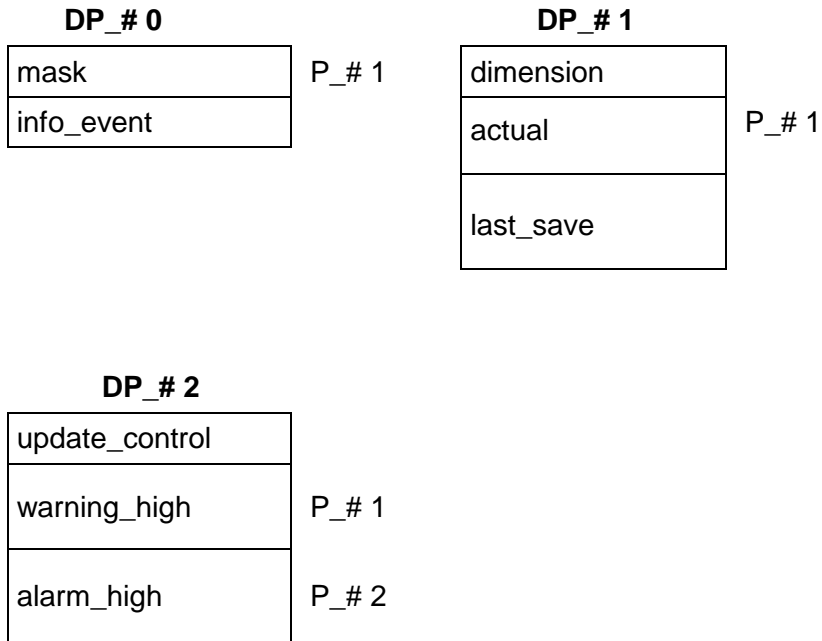 DP_# 0
mask P_# 1
info_event
DP_# 1
dimension
actual P_# 1
last_save
DP_# 2
update_control
warning_high P_# 1
alarm_high P_# 2